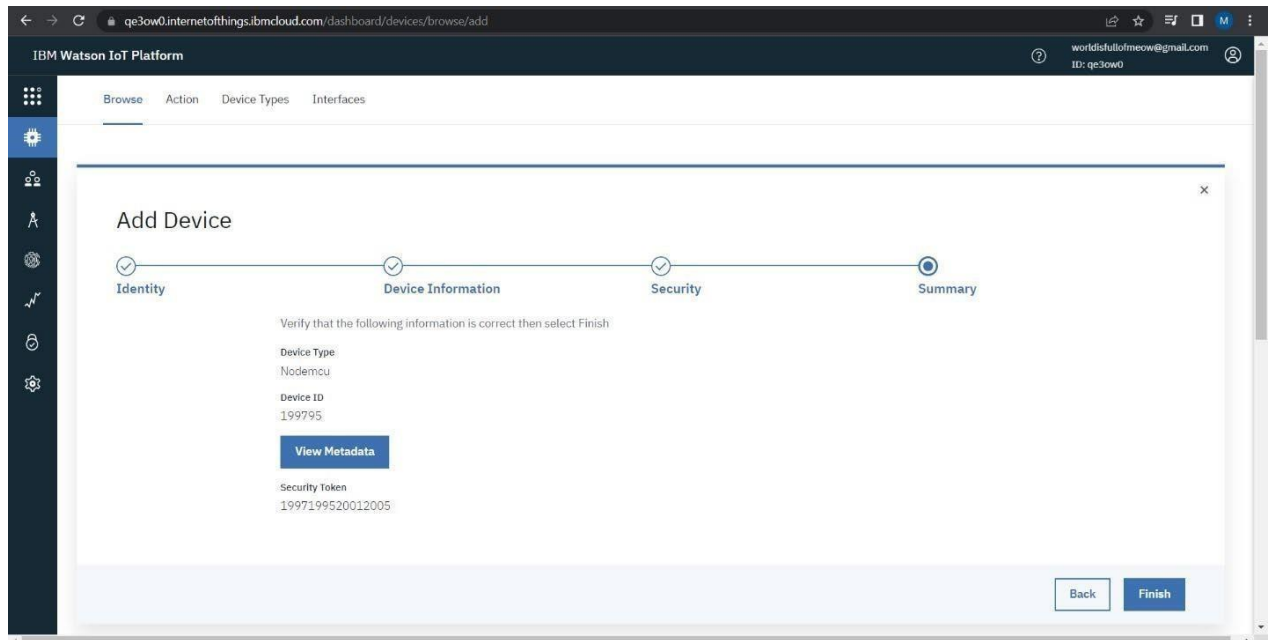 qe3ow0.internetofthings.ibmcloud.com/dashboard/devices/browse/add
M
IBM Watson IoT Platform
worldisfullofmeow@gmail.com
ID: qe3ow0
Browse Action Device Types Interfaces
Add Device
Identity Device Information Security Summary
Verify that the following information is correct then select Finish
Device Type
Nodemcu
Device ID
199795
View Metadata
Security Token
1997199520012005
Back Finish